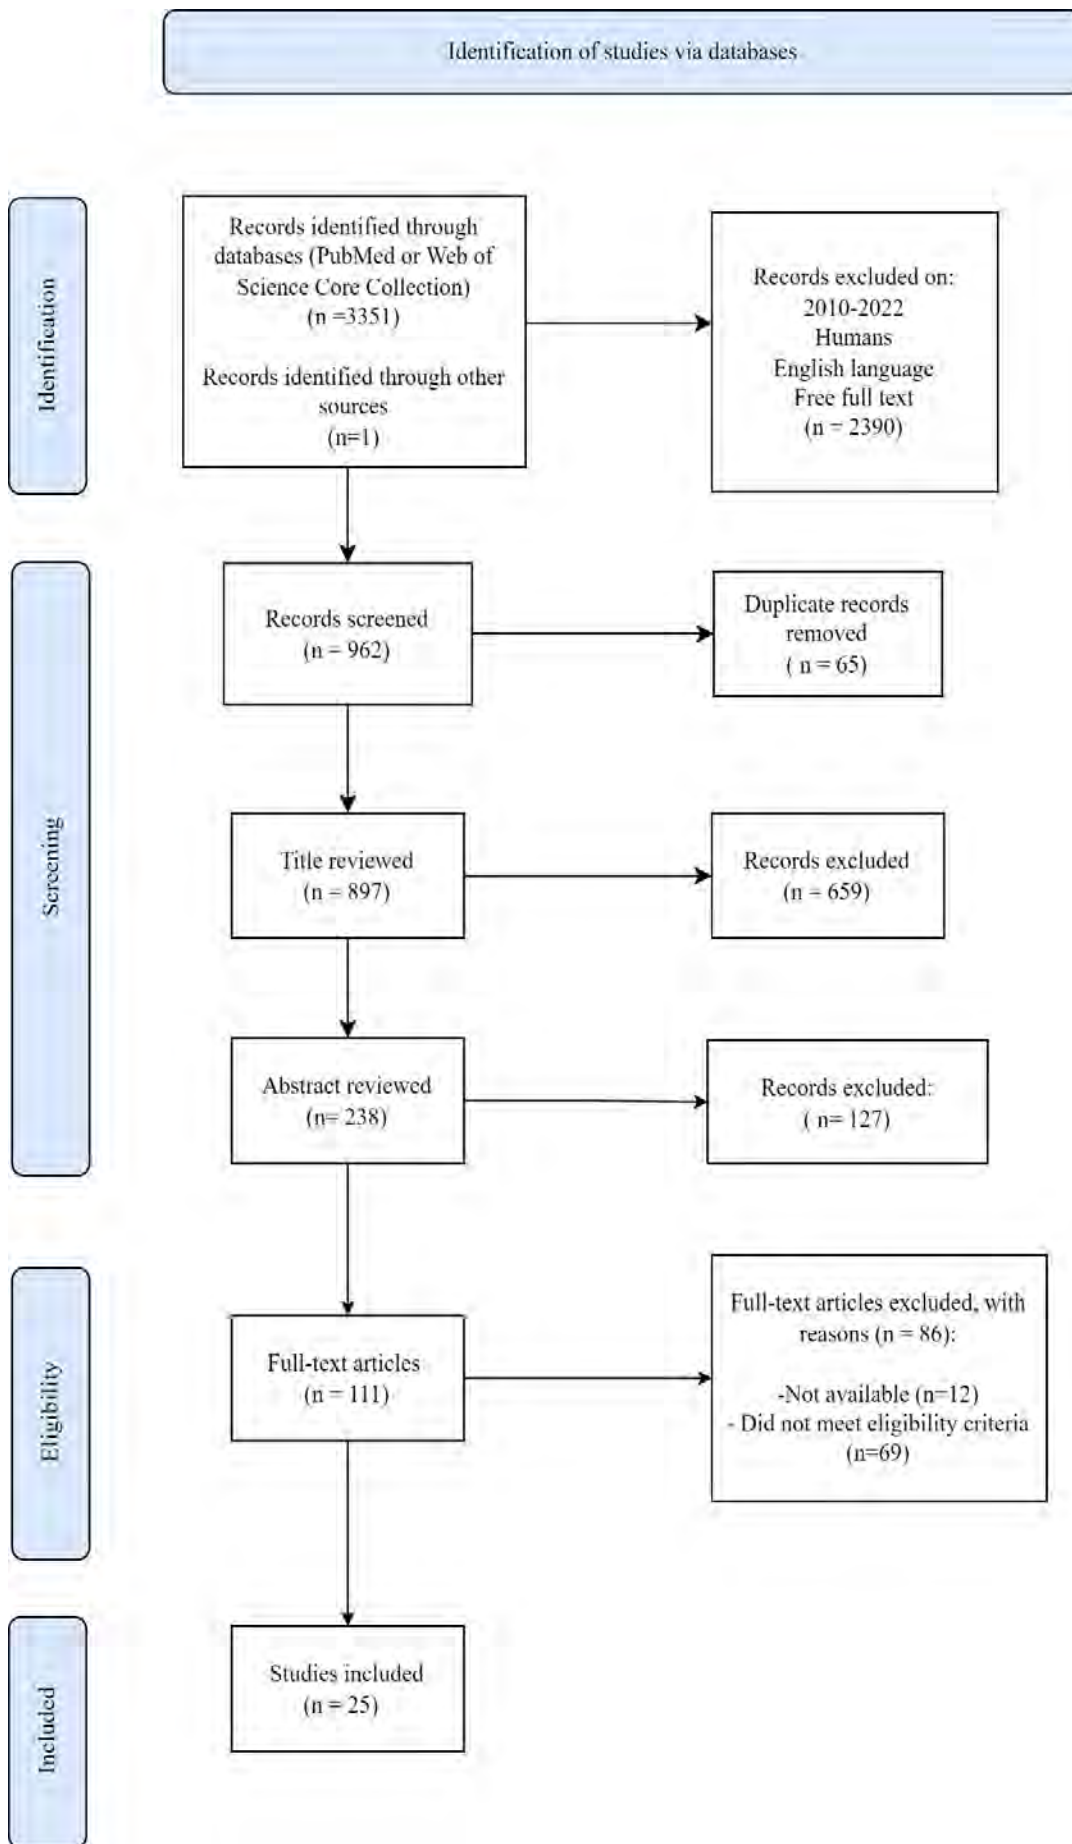 Identification of studies via databases
Identification
Records identified through
databases (PubMed or Web of
Science Core Collection)
(n =3351)
Records identified through other
sources
(n=1)
Records excluded on:
2010-2022
Humans
English language
Free full text
(n = 2390)
Screening
Records screened
(n = 962)
Duplicate records
removed
( n = 65)
Title reviewed
(n = 897)
Records excluded
(n = 659)
Abstract reviewed
(n= 238)
Records excluded:
( n= 127)
Eligibility
Full-text articles
(n = 111)
Full-text articles excluded, with
reasons (n = 86):
-Not available (n=12)
- Did not meet eligibility criteria
(n=69)
Included
Studies included
(n = 25)